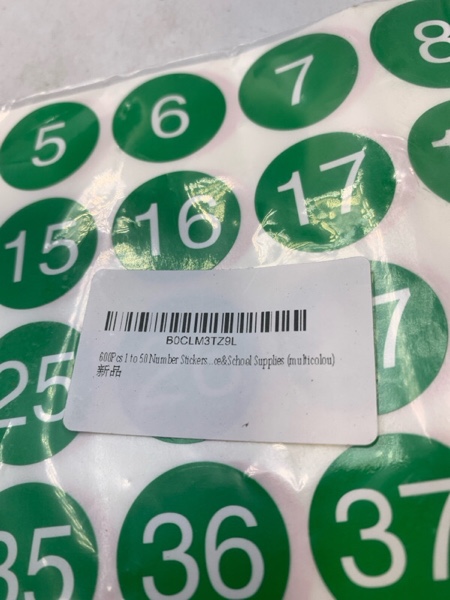 5 6 7 8
15 16 17
B0CLM3TZ9L
600Pcs 1 to 50 Number Stickers...ce&School Supplies (multicolou)
新品
25 7
35 36 37